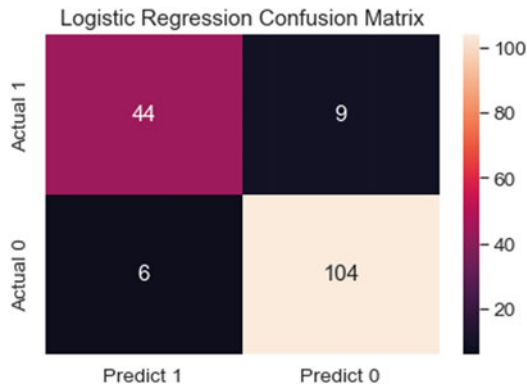 Logistic Regression Confusion Matrix
Actual 1
44
9
Actual 0
6
104
Predict 1
Predict 0
100
80
60
40
20